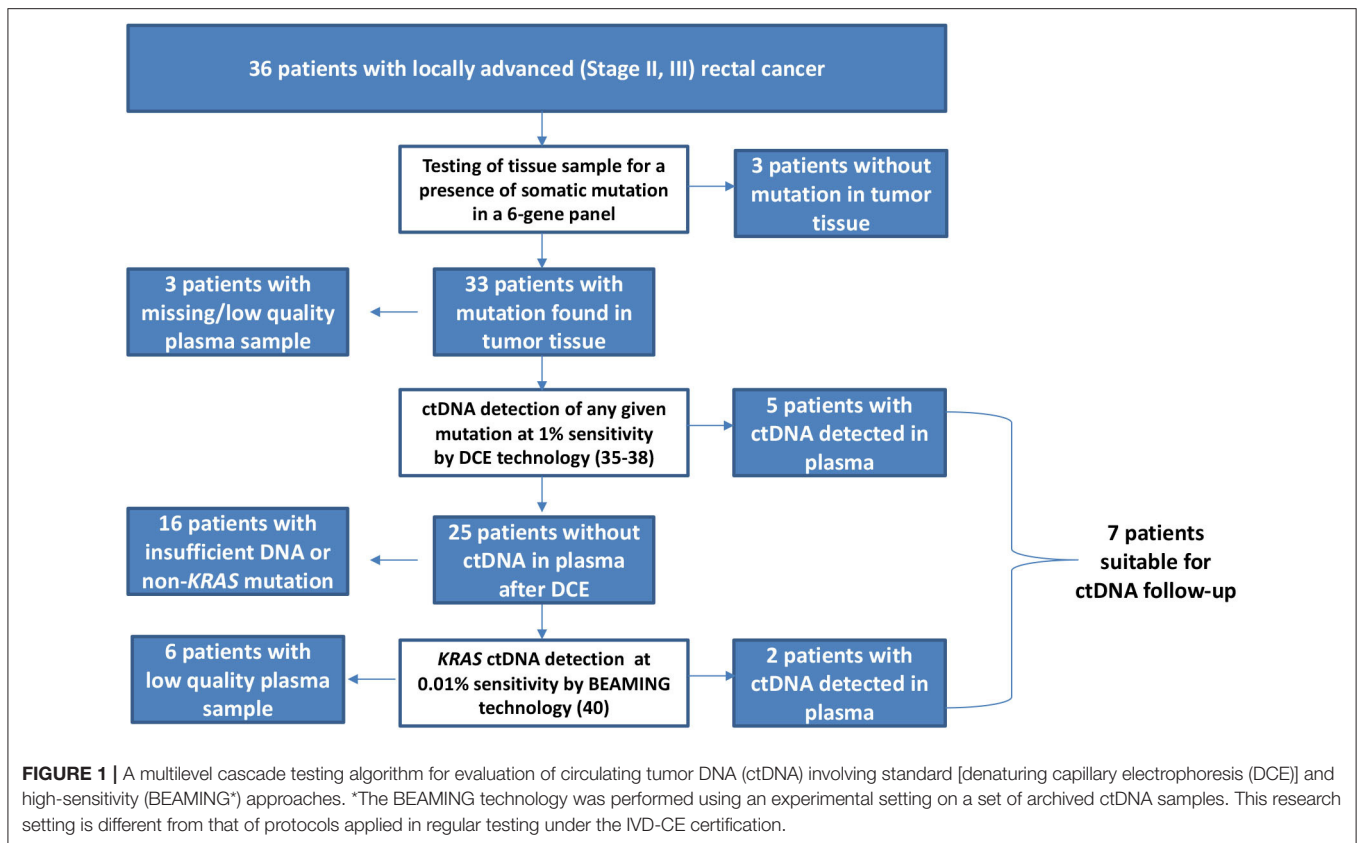 36 patients with locally advanced (Stage II, III) rectal cancer
Testing of tissue sample for a
presence of somatic mutation
in a 6-gene panel
3 patients without
mutation in tumor
tissue
3 patients with
missing/low quality
plasma sample
33 patients with
mutation found in
tumor tissue
ctDNA detection of any given
mutation at 1% sensitivity
by DCE technology (35-38)
5 patients with
ctDNA detected in
plasma
16 patients with
insufficient DNA or
non-KRAS mutation
25 patients without
ctDNA in plasma
after DCE
7 patients
suitable for
ctDNA follow-up
6 patients with
low quality plasma
sample
KRAS ctDNA detection at
0.01% sensitivity by BEAMING
technology (40)
2 patients with
ctDNA detected in
plasma
FIGURE 1 | A multilevel cascade testing algorithm for evaluation of circulating tumor DNA (ctDNA) involving standard [denaturing capillary electrophoresis (DCE)] and
high-sensitivity (BEAMING*) approaches. *The BEAMING technology was performed using an experimental setting on a set of archived ctDNA samples. This research
setting is different from that of protocols applied in regular testing under the IVD-CE certification.